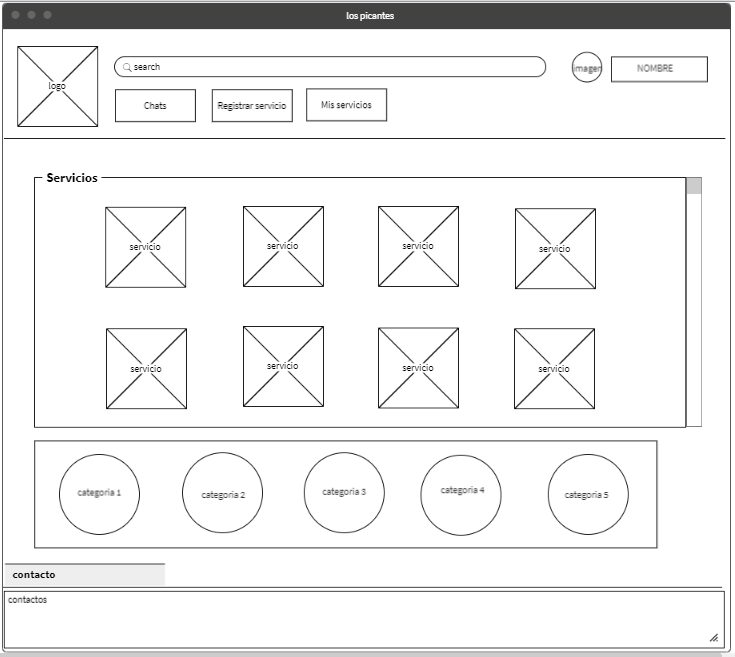 los picantes
logo
search
imagen
NOMBRE
Chats
Registrar servicio
Mis servicios
Servicios
servicio
servicio
servicio
servicio
servicio
servicio
servicio
servicio
categoria 1
categoria 2
categoria 3
categoria 4
categoria 5
contacto
contactos